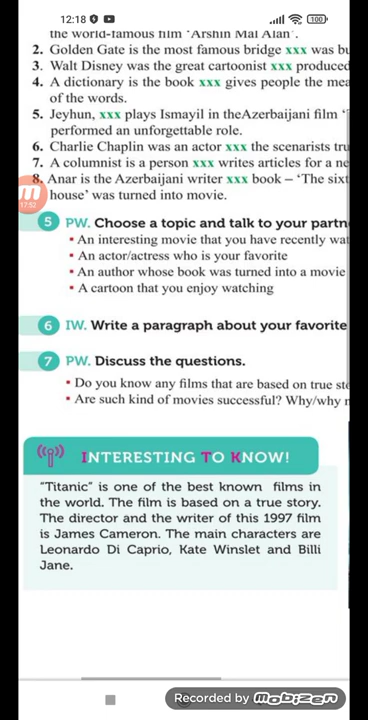 12:18
100
the world-famous film "Arshin Mal Alan".
2. Golden Gate is the most famous bridge xxx was bu
3. Walt Disney was the great cartoonist xxx produced
4. A dictionary is the book xxx gives people the mea
of the words.
5. Jeyhun, xxx plays Ismayil in theAzerbaijani film
performed an unforgettable role.
6. Charlie Chaplin was an actor xxx the scenarists tru
7. A columnist is a person xxx writes articles for a ne
8. Anar is the Azerbaijani writer xxx book – 'The sixt
house' was turned into movie.
17:52
5 PW. Choose a topic and talk to your partn
• An interesting movie that you have recently wat
• An actor/actress who is your favorite
• An author whose book was turned into a movie
• A cartoon that you enjoy watching
6 IW. Write a paragraph about your favorite
7 PW. Discuss the questions.
• Do you know any films that are based on true sto
• Are such kind of movies successful? Why/why n
INTERESTING TO KNOW!
"Titanic" is one of the best known films in
the world. The film is based on a true story.
The director and the writer of this 1997 film
is James Cameron. The main characters are
Leonardo Di Caprio, Kate Winslet and Billi
Jane.
Recorded by mobizen